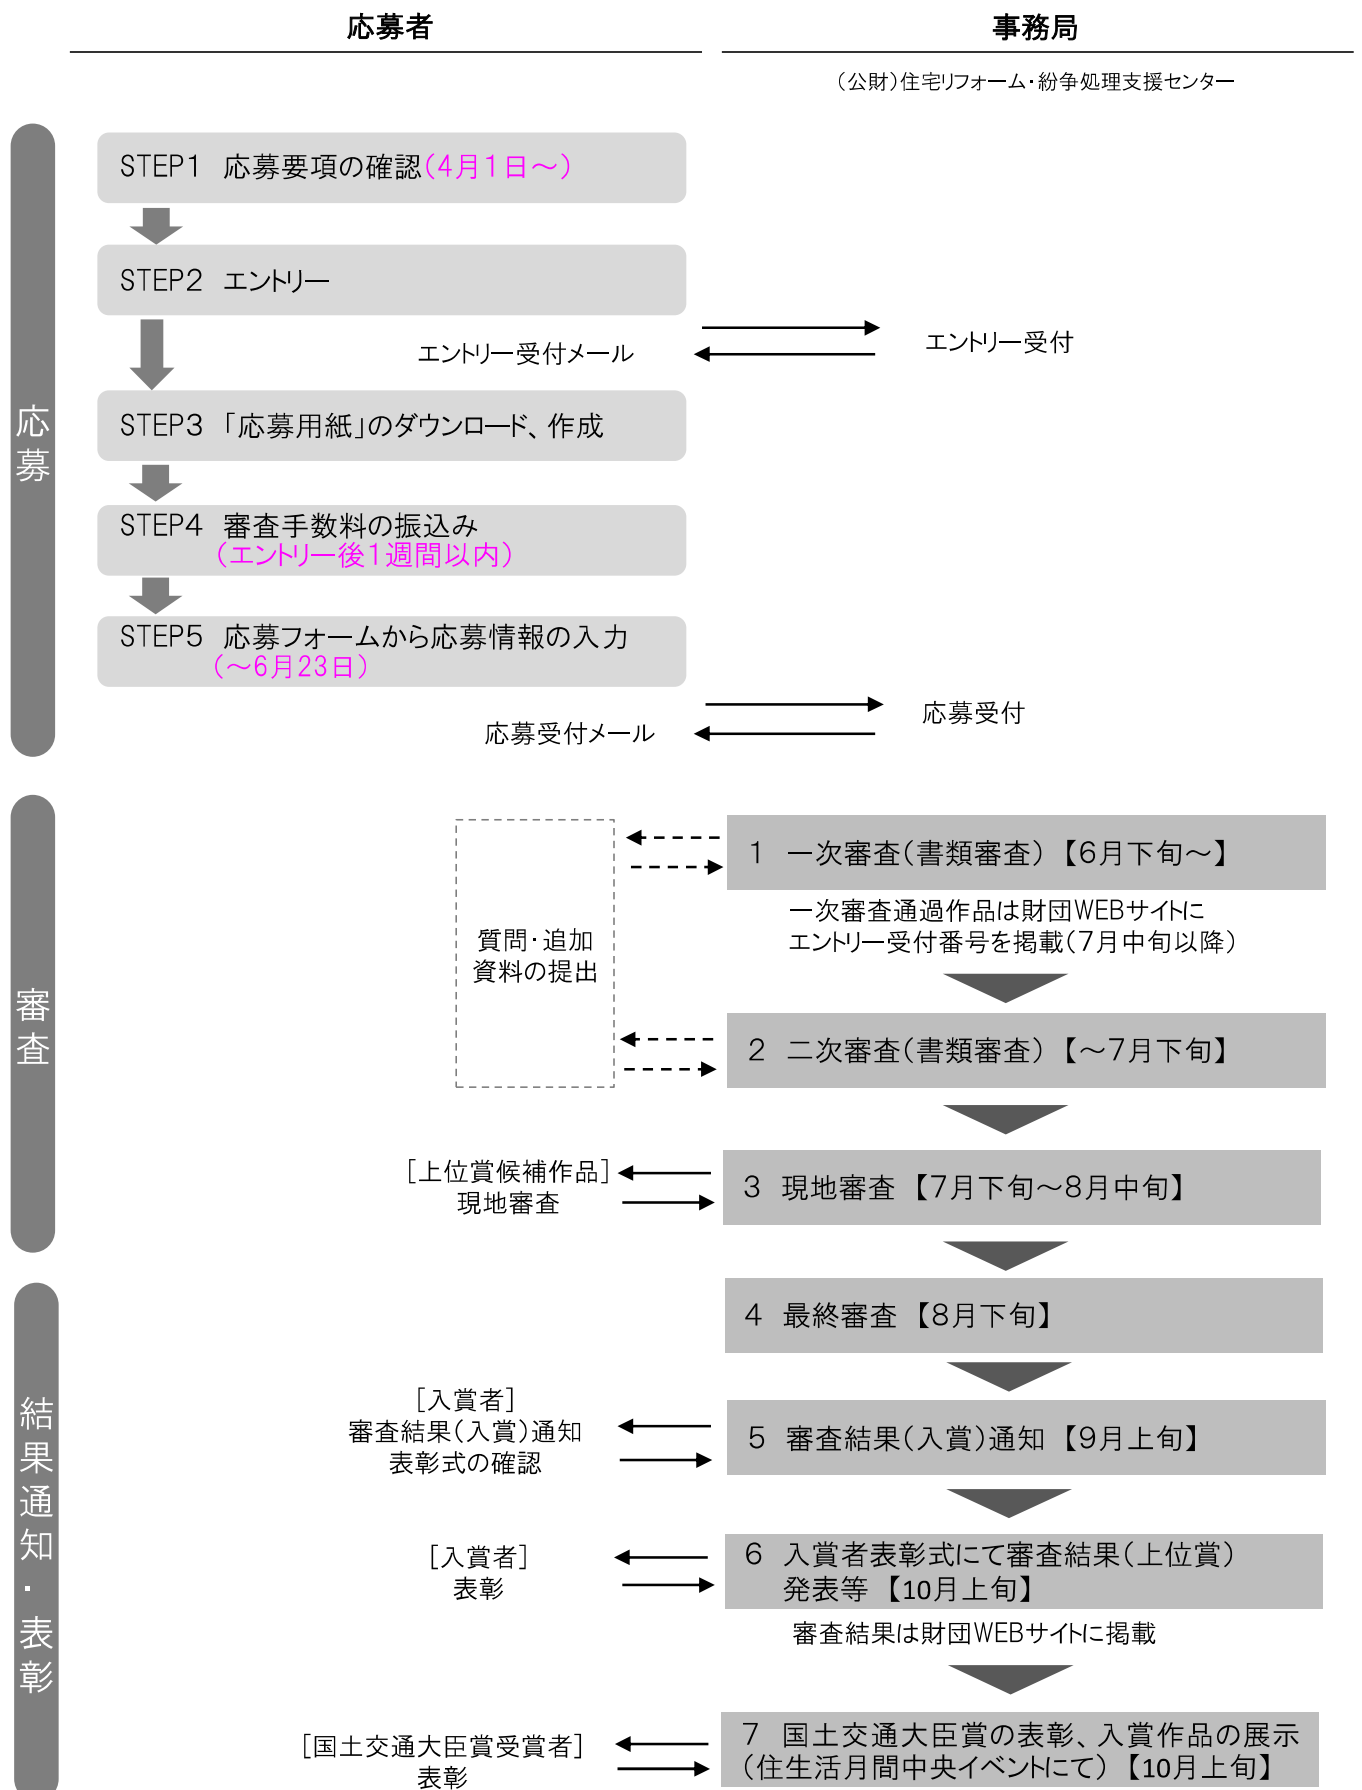 応募者
事務局
（公財）住宅リフォーム・紛争処理支援センター
応募
STEP1 応募要項の確認（4月1日～）
STEP2 エントリー
エントリー受付メール
エントリー受付
STEP3 「応募用紙」のダウンロード、作成
STEP4 審査手数料の振込み
（エントリー後1週間以内）
STEP5 応募フォームから応募情報の入力
（～6月23日）
応募受付メール
応募受付
審査
1 一次審査（書類審査）【6月下旬～】
一次審査通過作品は財団WEBサイトに
エントリー受付番号を掲載（7月中旬以降）
質問・追加
資料の提出
2 二次審査（書類審査）【～7月下旬】
[上位賞候補作品]
現地審査
3 現地審査【7月下旬～8月中旬】
結果通知・表彰
4 最終審査【8月下旬】
[入賞者]
審査結果（入賞）通知
表彰式の確認
5 審査結果（入賞）通知【9月上旬】
[入賞者]
表彰
6 入賞者表彰式にて審査結果（上位賞）
発表等【10月上旬】
審査結果は財団WEBサイトに掲載
[国土交通大臣賞受賞者]
表彰
7 国土交通大臣賞の表彰、入賞作品の展示
（住生活月間中央イベントにて）【10月上旬】